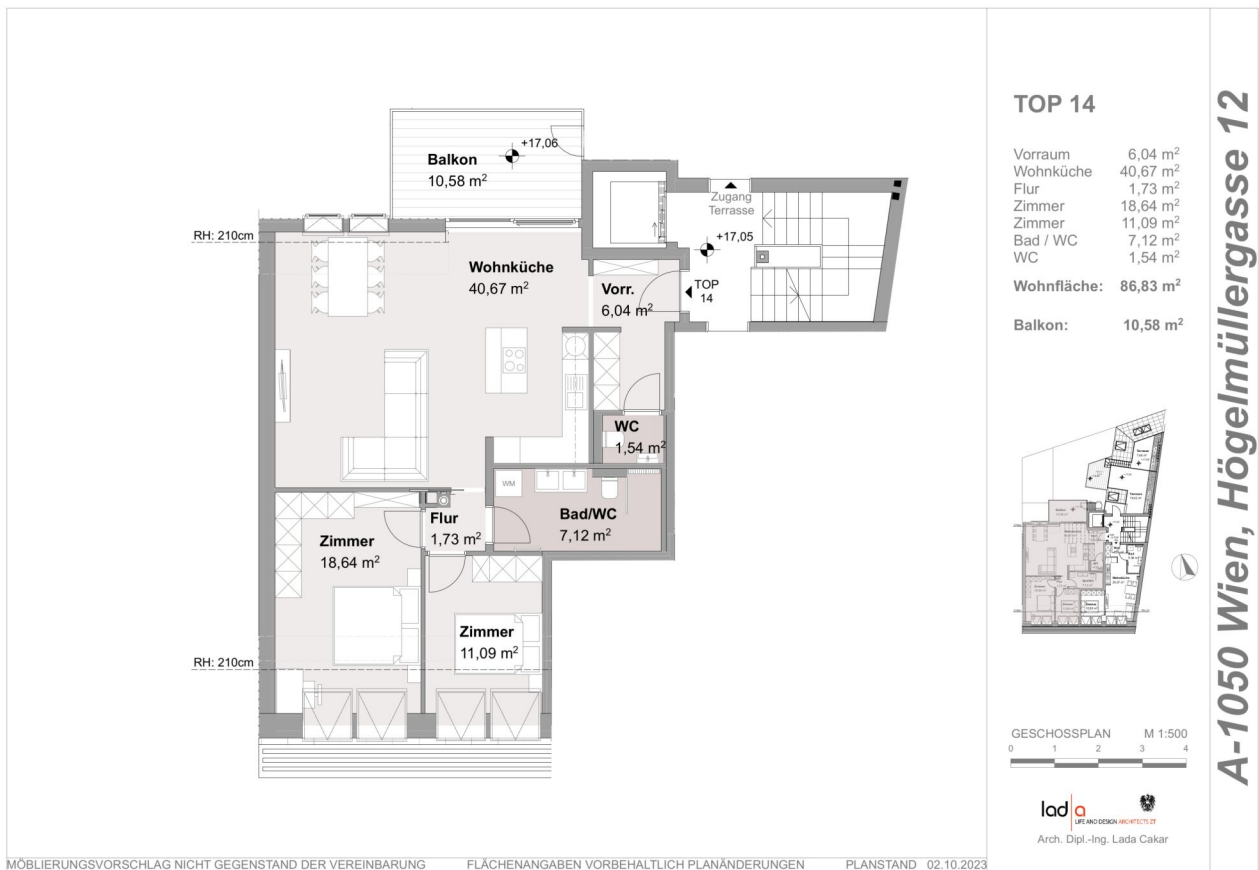 +17,06
Balkon
10,58 m²
Zugang
Terrasse
RH: 210cm
+17,05
Wohnküche
40,67 m²
Vorr.
6,04 m²
TOP
14
WC
1,54 m²
WM
Flur
1,73 m²
Bad/WC
7,12 m²
Zimmer
18,64 m²
Zimmer
11,09 m²
RH: 210cm
TOP 14
Vorraum 6,04 m²
Wohnküche 40,67 m²
Flur 1,73 m²
Zimmer 18,64 m²
Zimmer 11,09 m²
Bad / WC 7,12 m²
WC 1,54 m²
Wohnfläche: 86,83 m²
Balkon: 10,58 m²
GESCHOSSPLAN M 1:500
0 1 2 3 4
lad a
LIFE AND DESIGN ARCHITECTS ZT
Arch. Dipl.-Ing. Lada Cakar
A-1050 Wien, Högelmüllergasse 12
MÖBLIERUNGSVORSCHLAG NICHT GEGENSTAND DER VEREINBARUNG FLÄCHENANGABEN VORBEHALTLICH PLANÄNDERUNGEN PLANSTAND 02.10.2023